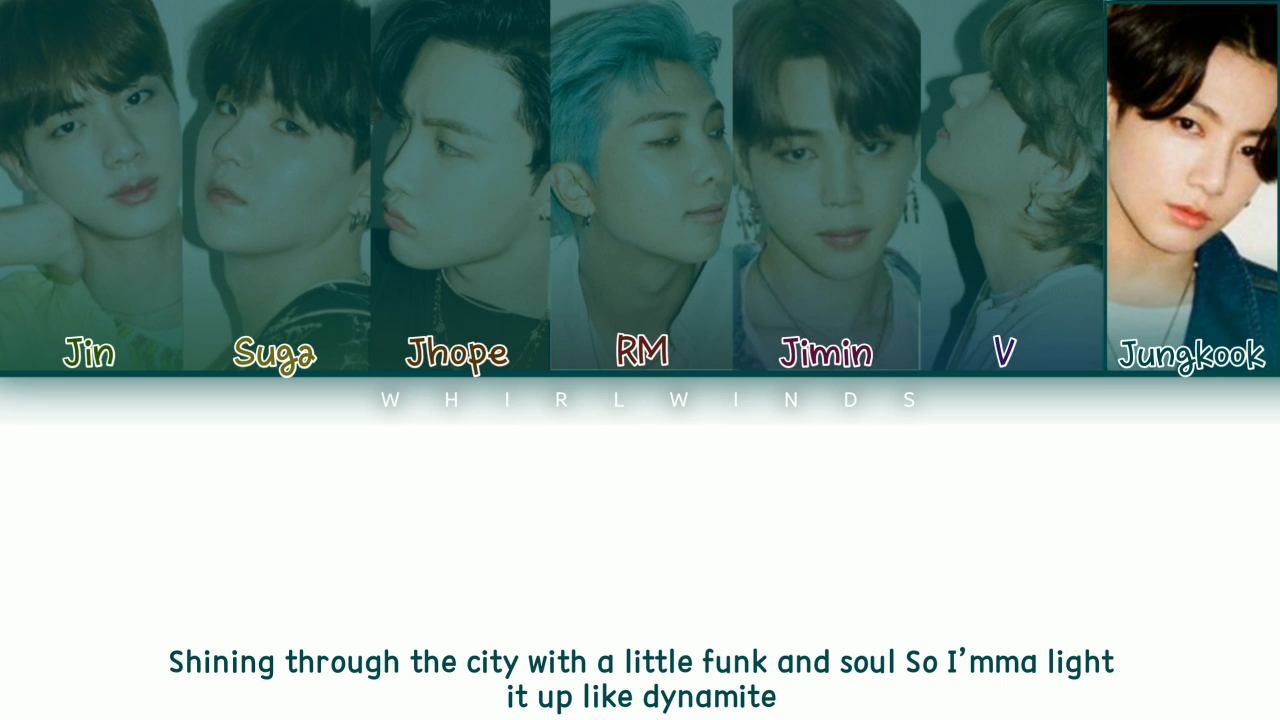 Jin Suga Jhope RM Jimin V Jungkook
W H I R L W I N D S
Shining through the city with a little funk and soul So I’mma light
it up like dynamite